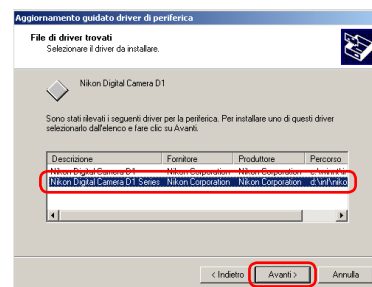 Aggiornamento guidato driver di periferica
File di driver trovati
Selezionare il driver da installare.
Nikon Digital Camera D1
Sono stati rilevati i seguenti driver per la periferica. Per installare uno di questi driver
selezionarlo dall'elenco e fare clic su Avanti.
Descrizione Fornitore Produttore Percorso
Nikon Digital Camera D1 Nikon Corporation Nikon Corporation
Nikon Digital Camera D1 Series Nikon Corporation Nikon Corporation d:\inf\niko
< Indietro Avanti > Annulla